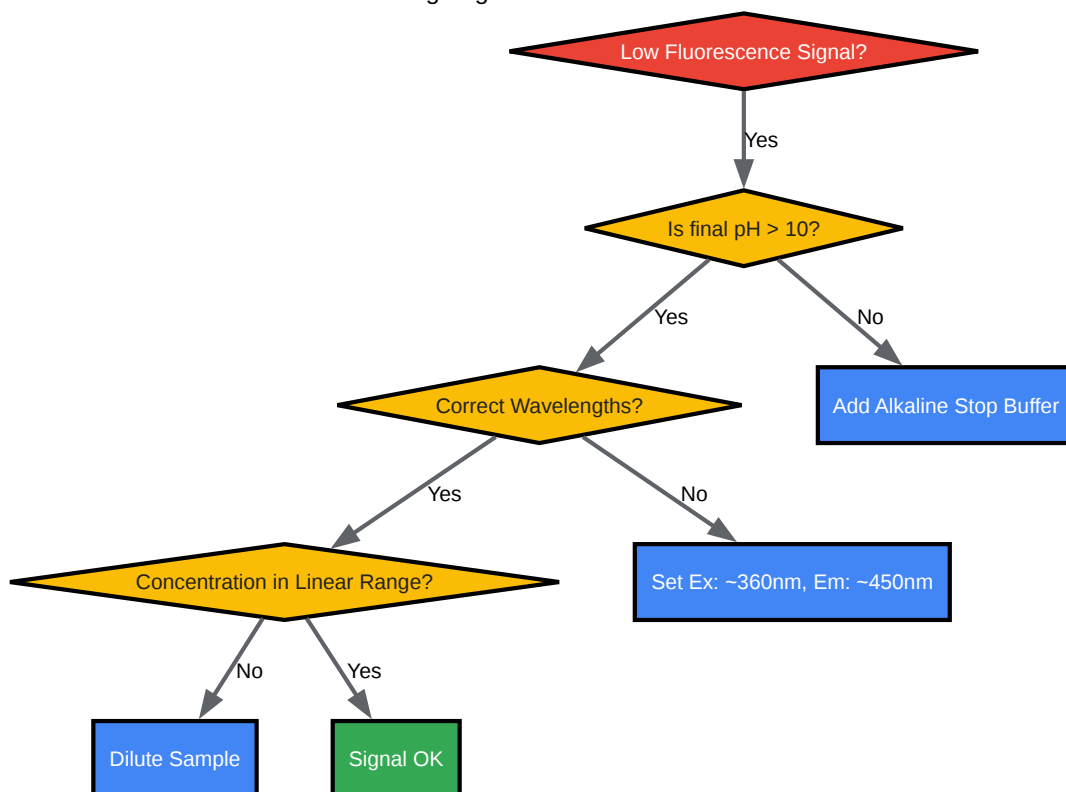 Low Fluorescence Signal?
Yes
Is final pH > 10?
Yes
No
Correct Wavelengths?
Add Alkaline Stop Buffer
Yes
No
Concentration in Linear Range?
Set Ex: ~360nm, Em: ~450nm
No
Yes
Dilute Sample
Signal OK